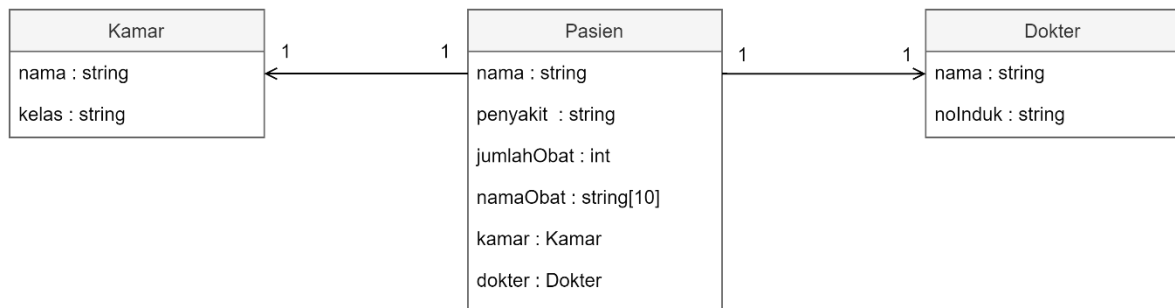 Kamar
nama : string
kelas : string
1
1
Pasien
nama : string
penyakit : string
jumlahObat : int
namaObat : string[10]
kamar : Kamar
dokter : Dokter
1
1
Dokter
nama : string
noInduk : string